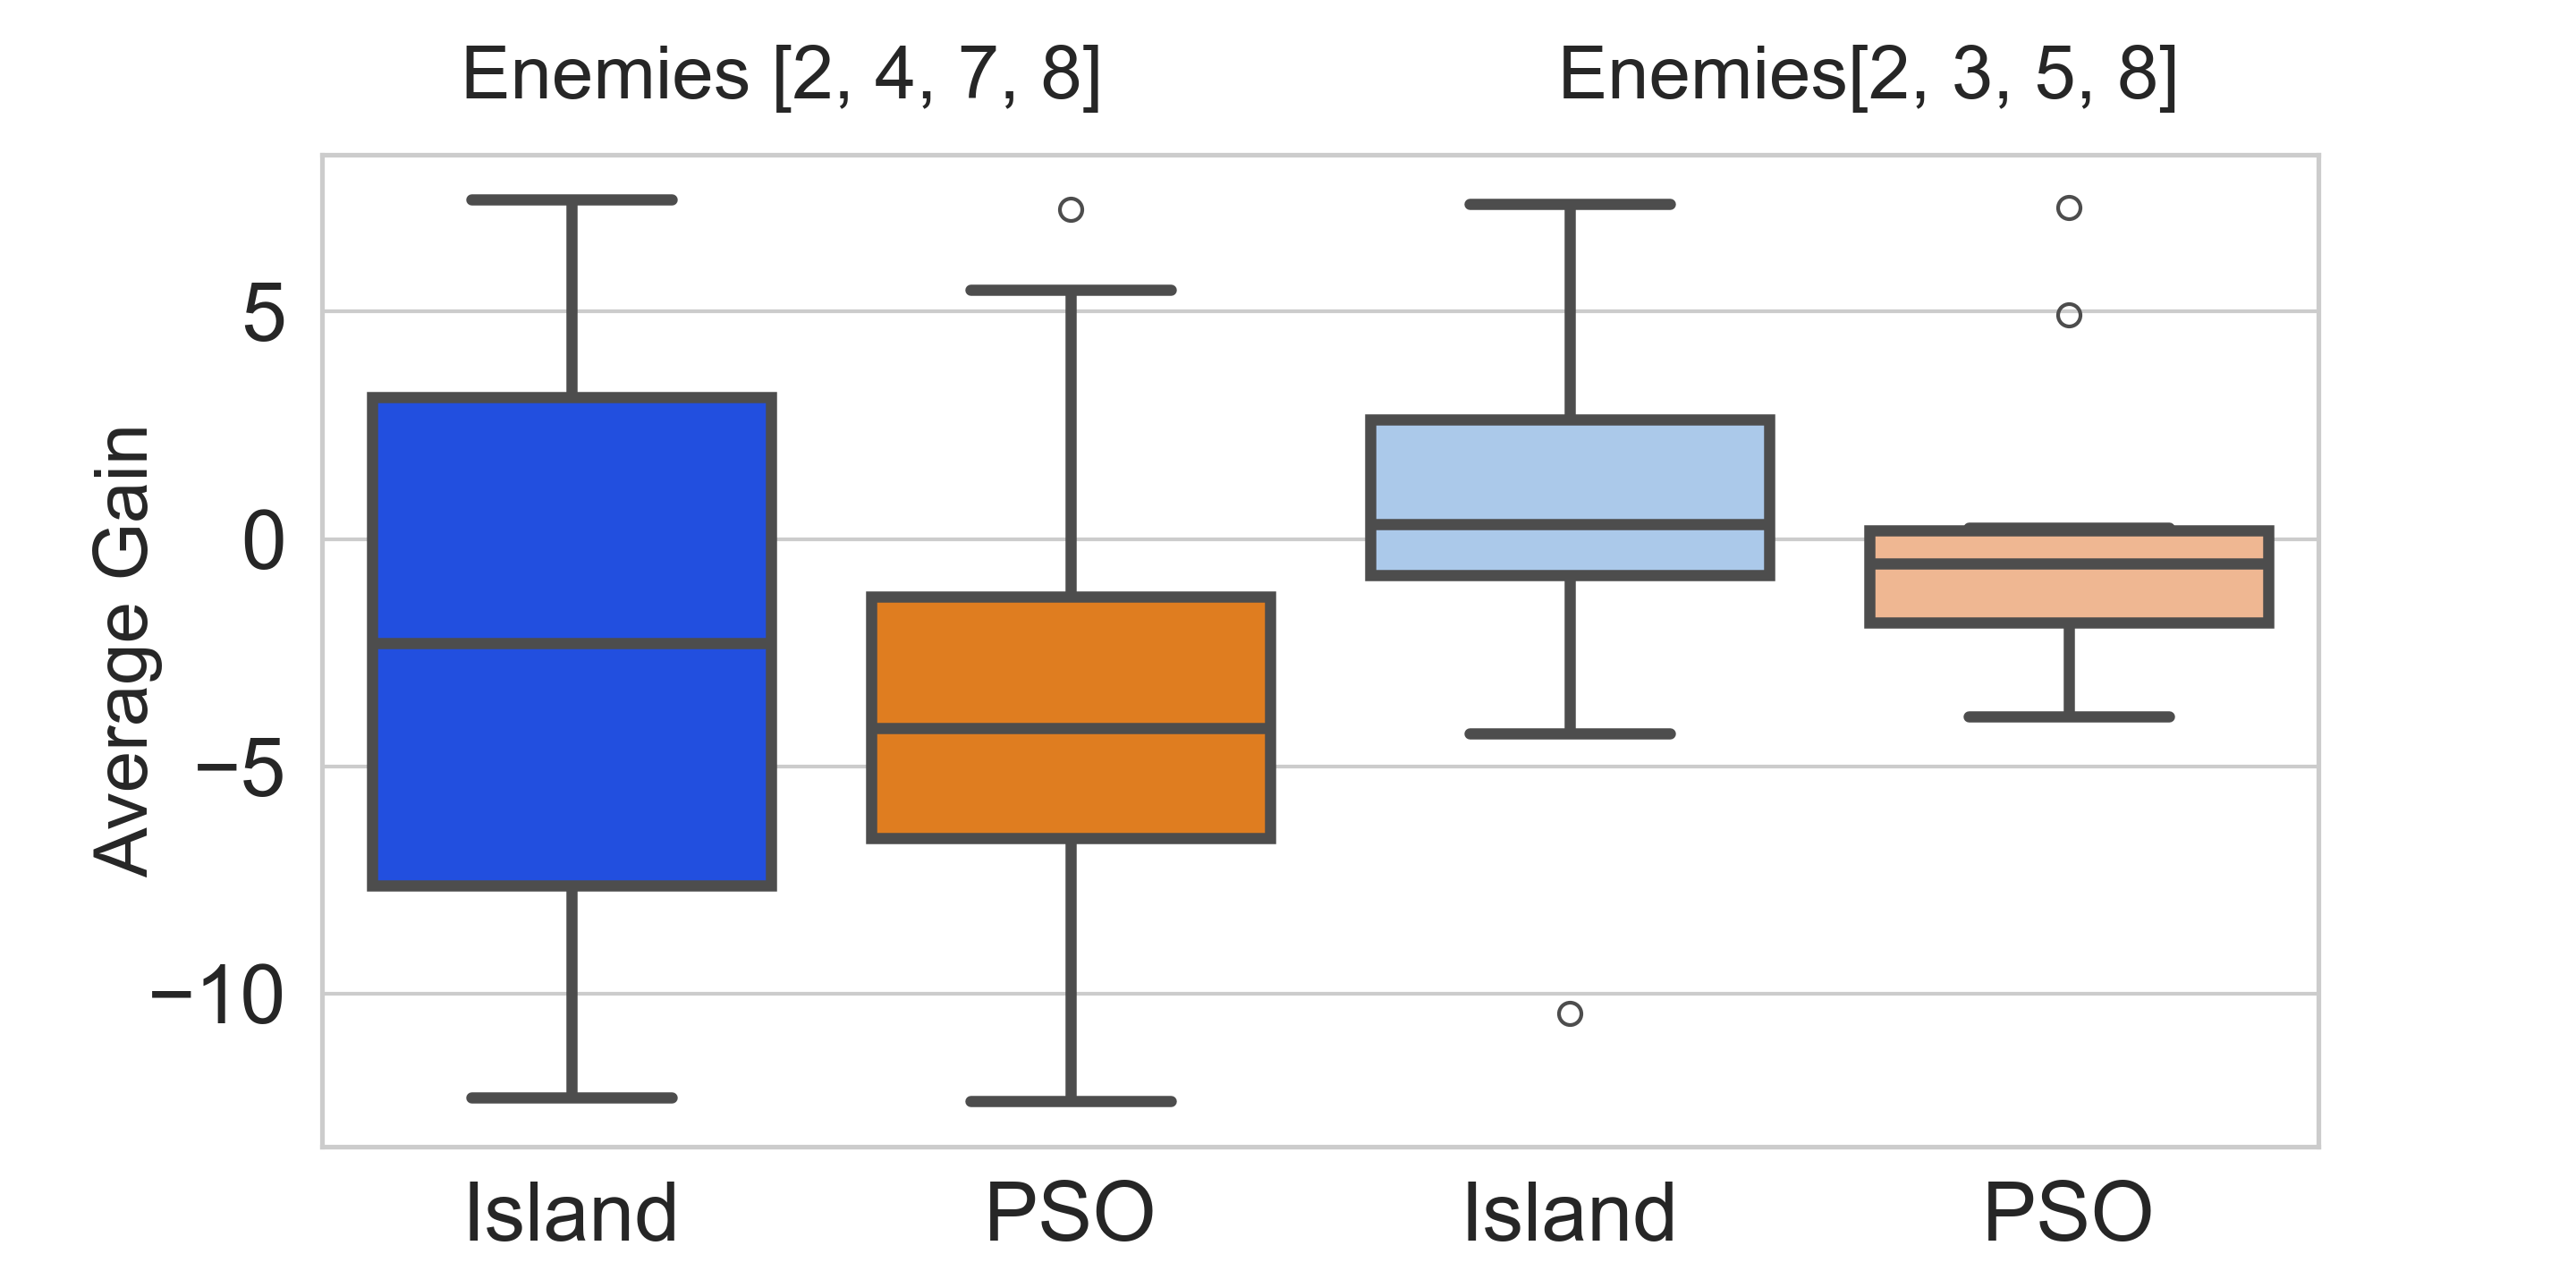 Enemies [2, 4, 7, 8]
Enemies[2, 3, 5, 8]
Average Gain
5
0
−5
−10
Island
PSO
Island
PSO